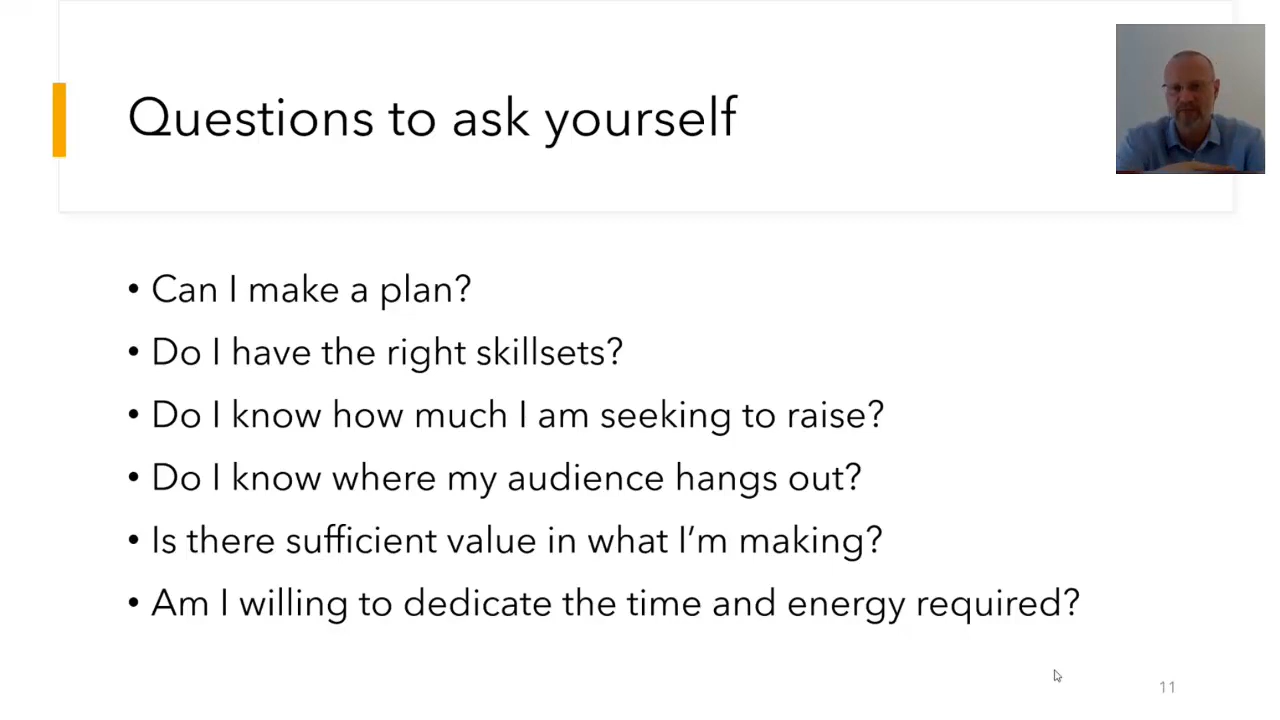 Questions to ask yourself
• Can I make a plan?
• Do I have the right skillsets?
• Do I know how much I am seeking to raise?
• Do I know where my audience hangs out?
• Is there sufficient value in what I’m making?
• Am I willing to dedicate the time and energy required?
11